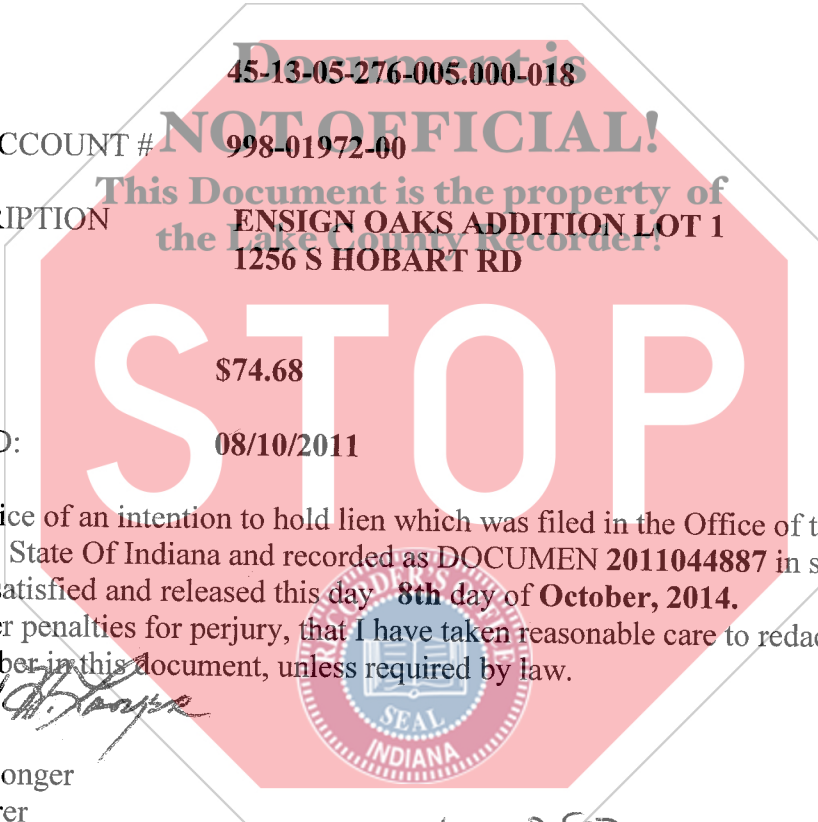 Document is
45-13-05-276-005.000-018
NOT OFFICIAL!
CCOUNT # 998-01972-00
This Document is the property of
RIPTION ENSIGN OAKS ADDITION LOT 1
the Lake County Recorder!
1256 S HOBART RD
STOP
$74.68
D: 08/10/2011
ice of an intention to hold lien which was filed in the Office of t
State Of Indiana and recorded as DOCUMEN 2011044887 in s
atisfied and released this day 8th day of October, 2014.
er penalties for perjury, that I have taken reasonable care to redac
ber in this document, unless required by law.
RECORDER'S OFFICE
SEAL
INDIANA
onger
rer